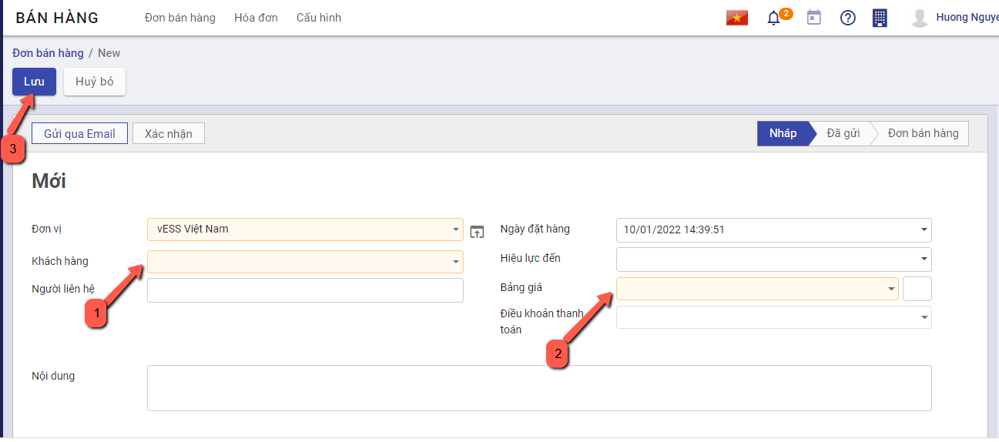 BÁN HÀNG Đơn bán hàng Hóa đơn Cấu hình 2 Huong Nguye
Đơn bán hàng / New
Lưu Huỷ bỏ
3
Gửi qua Email Xác nhận Nháp Đã gửi Đơn bán hàng
Mới
Đơn vị vESS Việt Nam Ngày đặt hàng 10/01/2022 14:39:51
Khách hàng Hiệu lực đến
Người liên hệ Bảng giá
1
Điều khoản thanh
toán
2
Nội dung